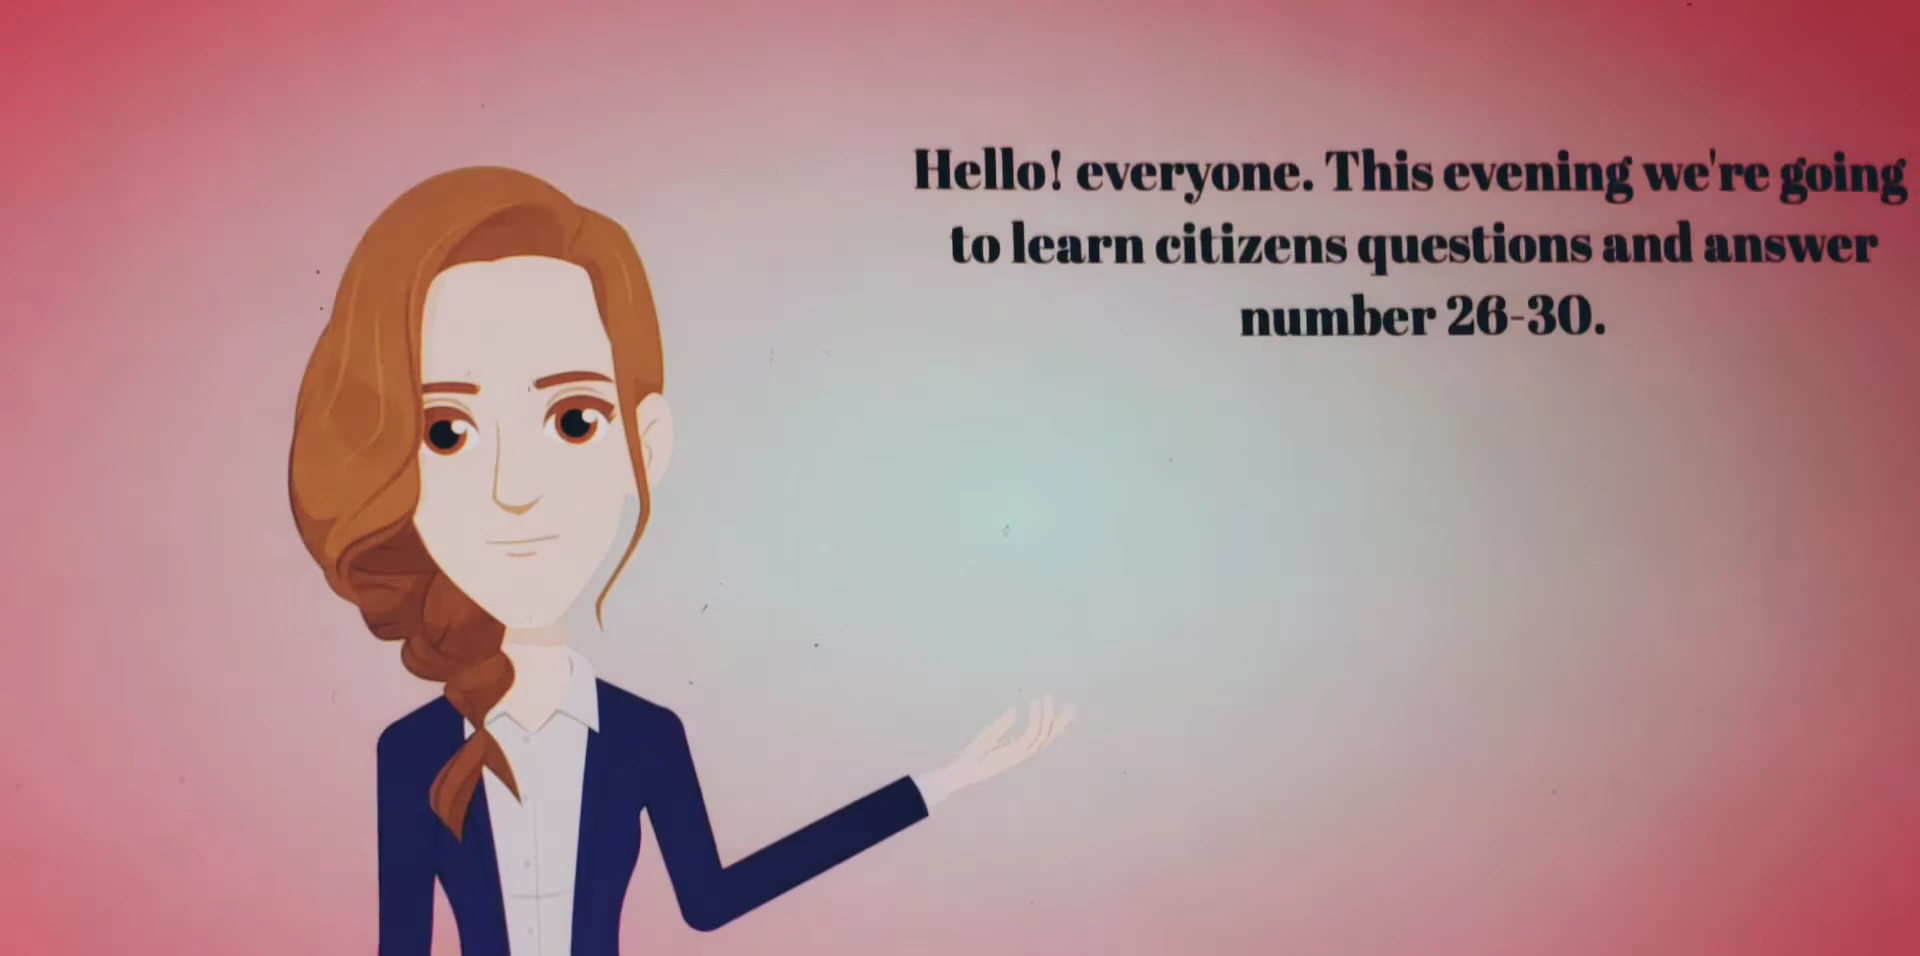 Hello! everyone. This evening we're going
to learn citizens questions and answer
number 26-30.